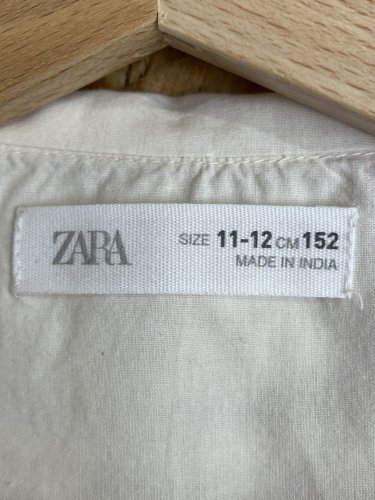 ZARA
SIZE 11-12 CM 152
MADE IN INDIA